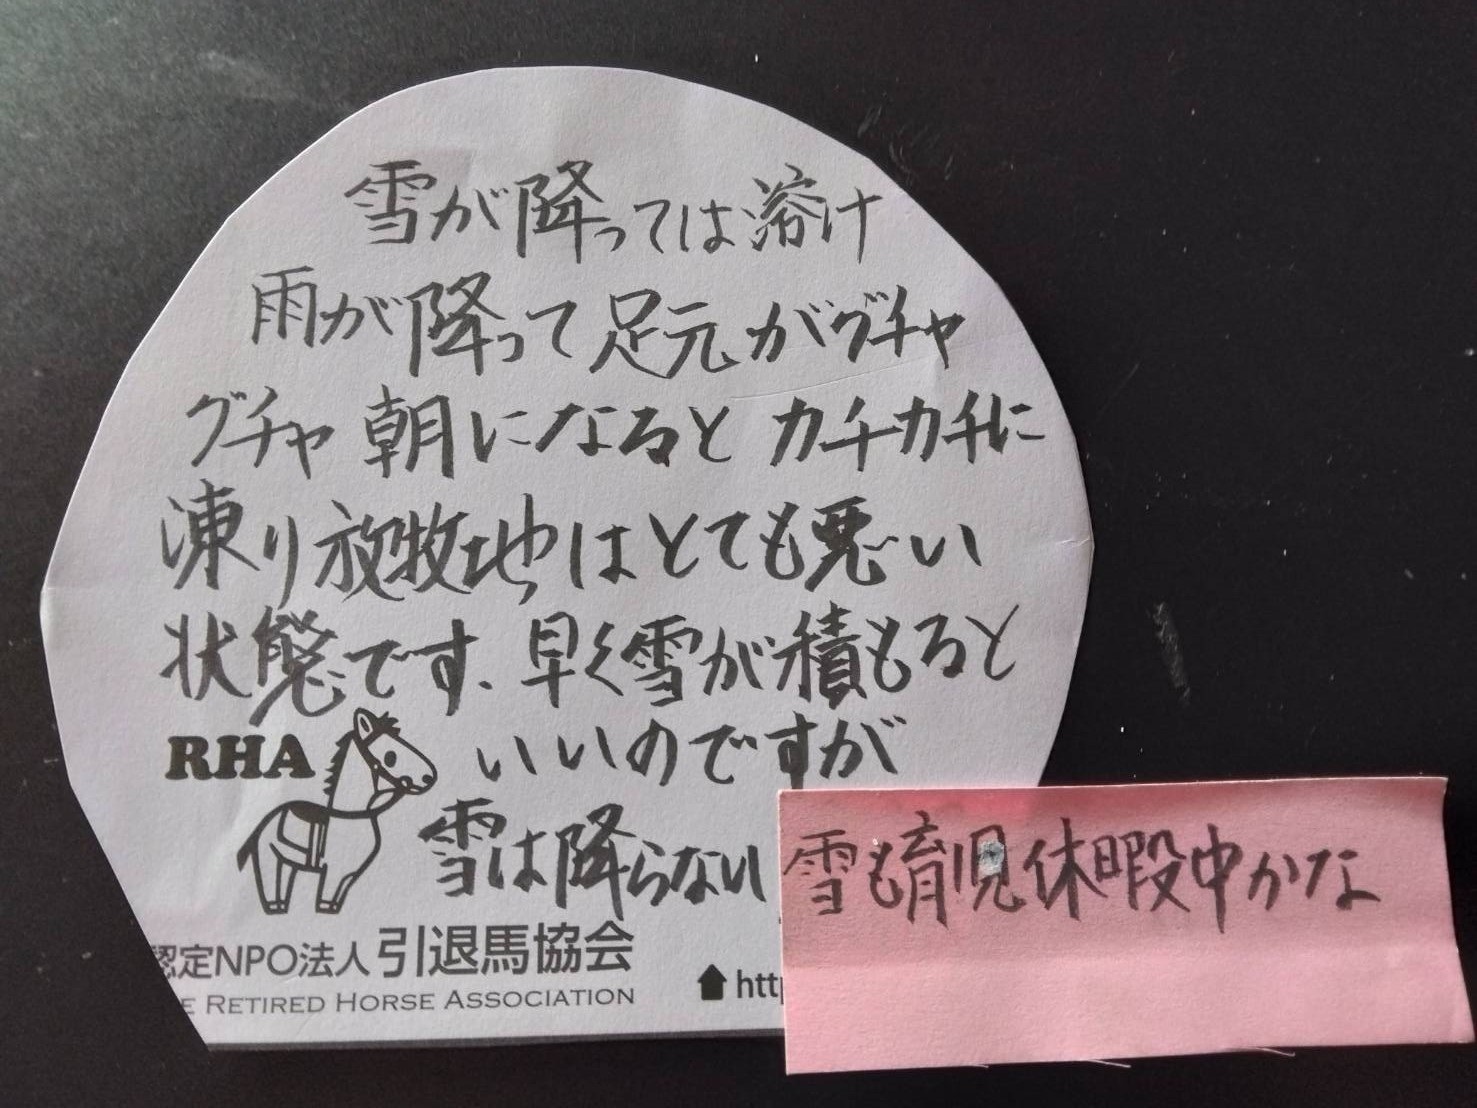 雪が降っては溶け
雨が降って足元がグチャ
グチャ 朝になると カチカチに
凍り放牧地はとても悪い
状態です、早く雪が積もると
いいのですが
雪は降らない
雪も育児休暇中かな
RHA
認定NPO法人引退馬協会
E RETIRED HORSE ASSOCIATION
http